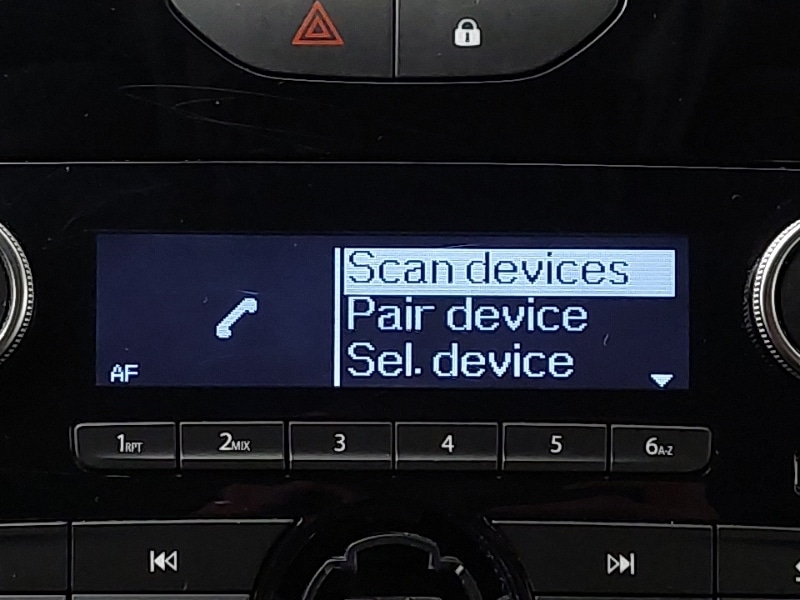 Scan devices
Pair device
Sel. device
AF
1RPT 2MIX 3 4 5 6A-Z